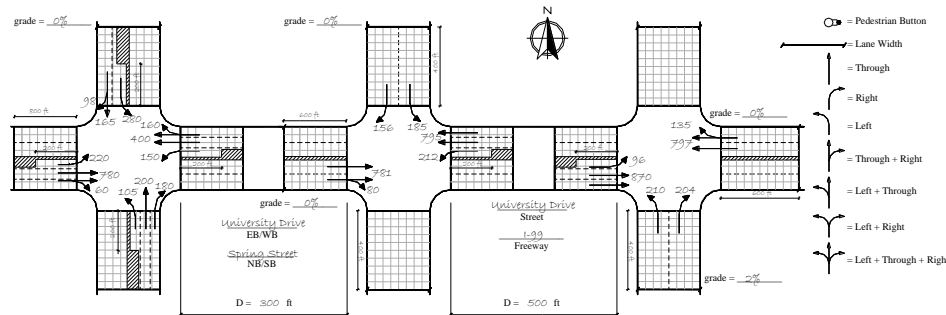 grade = 0%
grade = 0%
N
= Pedestrian Button
= Lane Width
= Through
= Right
= Left
= Through + Right
= Left + Through
= Left + Right
= Left + Through + Righ
400 ft
800 ft
600 ft
98
165
280
160
400
150
220
780
60
105
200
180
156
185
795
212
781
80
grade = 0%
135
797
96
870
210
204
600 ft
grade = 0%
University Drive
EB/WB
Spring Street
NB/SB
University Drive
Street
I-99
Freeway
400 ft
400 ft
grade = 2%
D = 300 ft
D = 500 ft